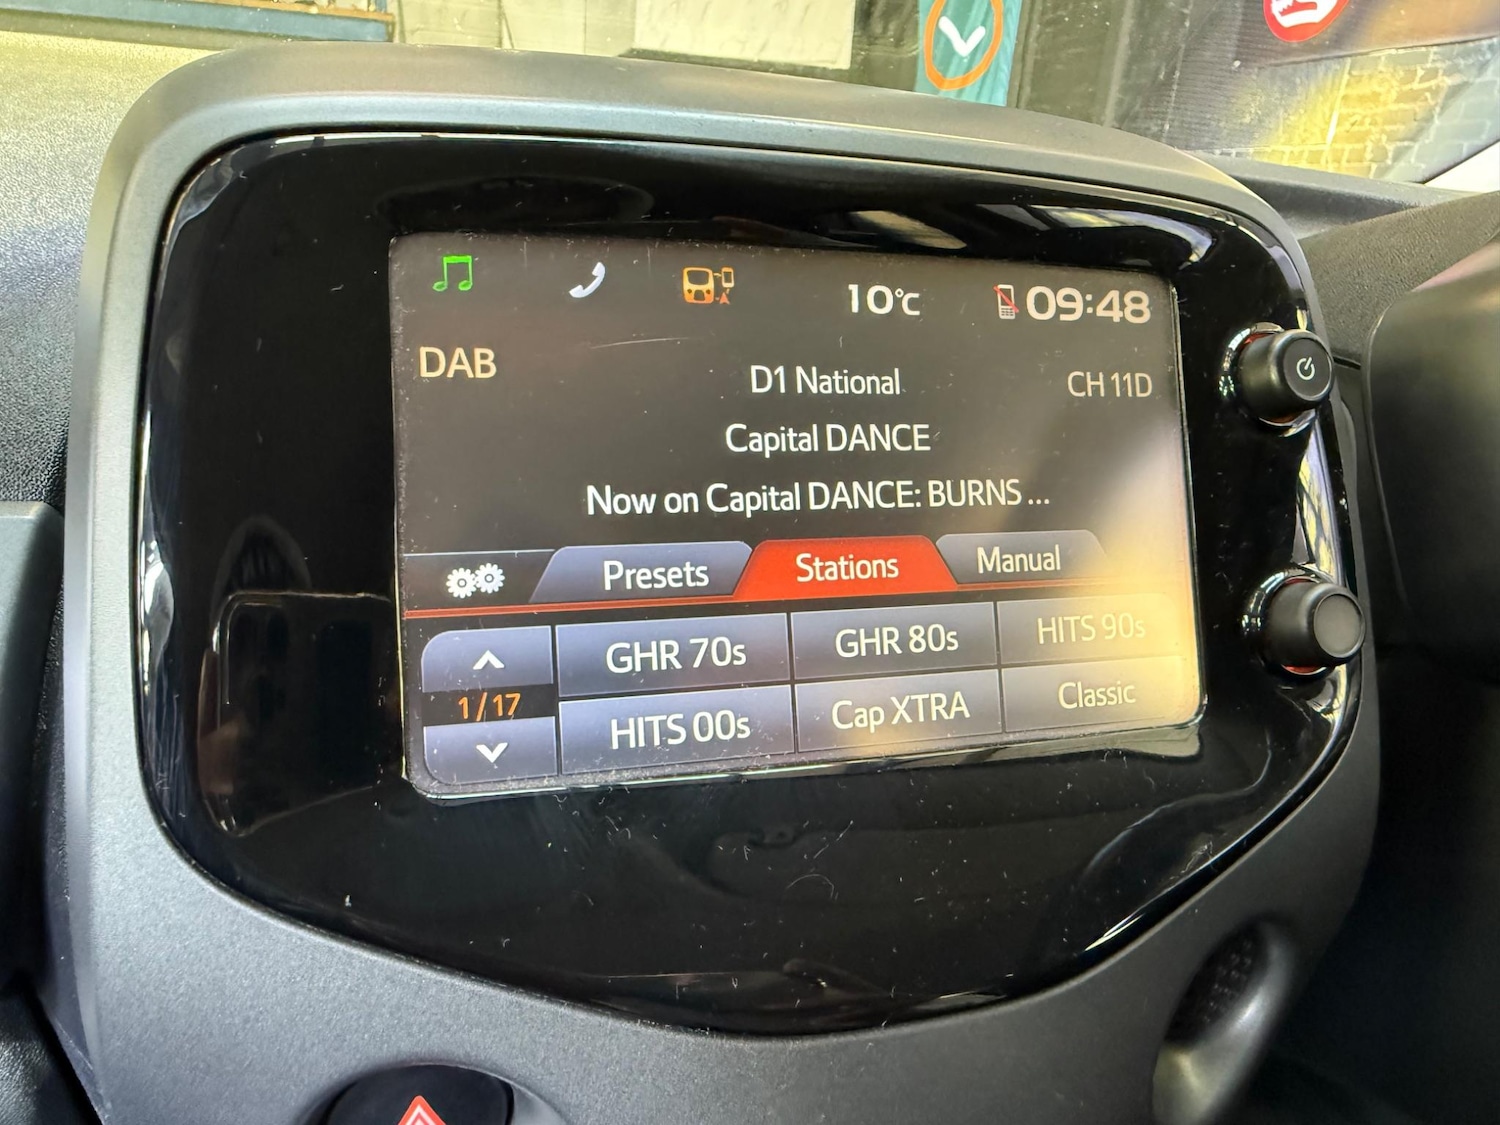 10°C
09:48
DAB
D1 National
CH 11D
Capital DANCE
Now on Capital DANCE: BURNS ...
Presets
Stations
Manual
GHR 70s
GHR 80s
HITS 90s
1/17
HITS 00s
Cap XTRA
Classic